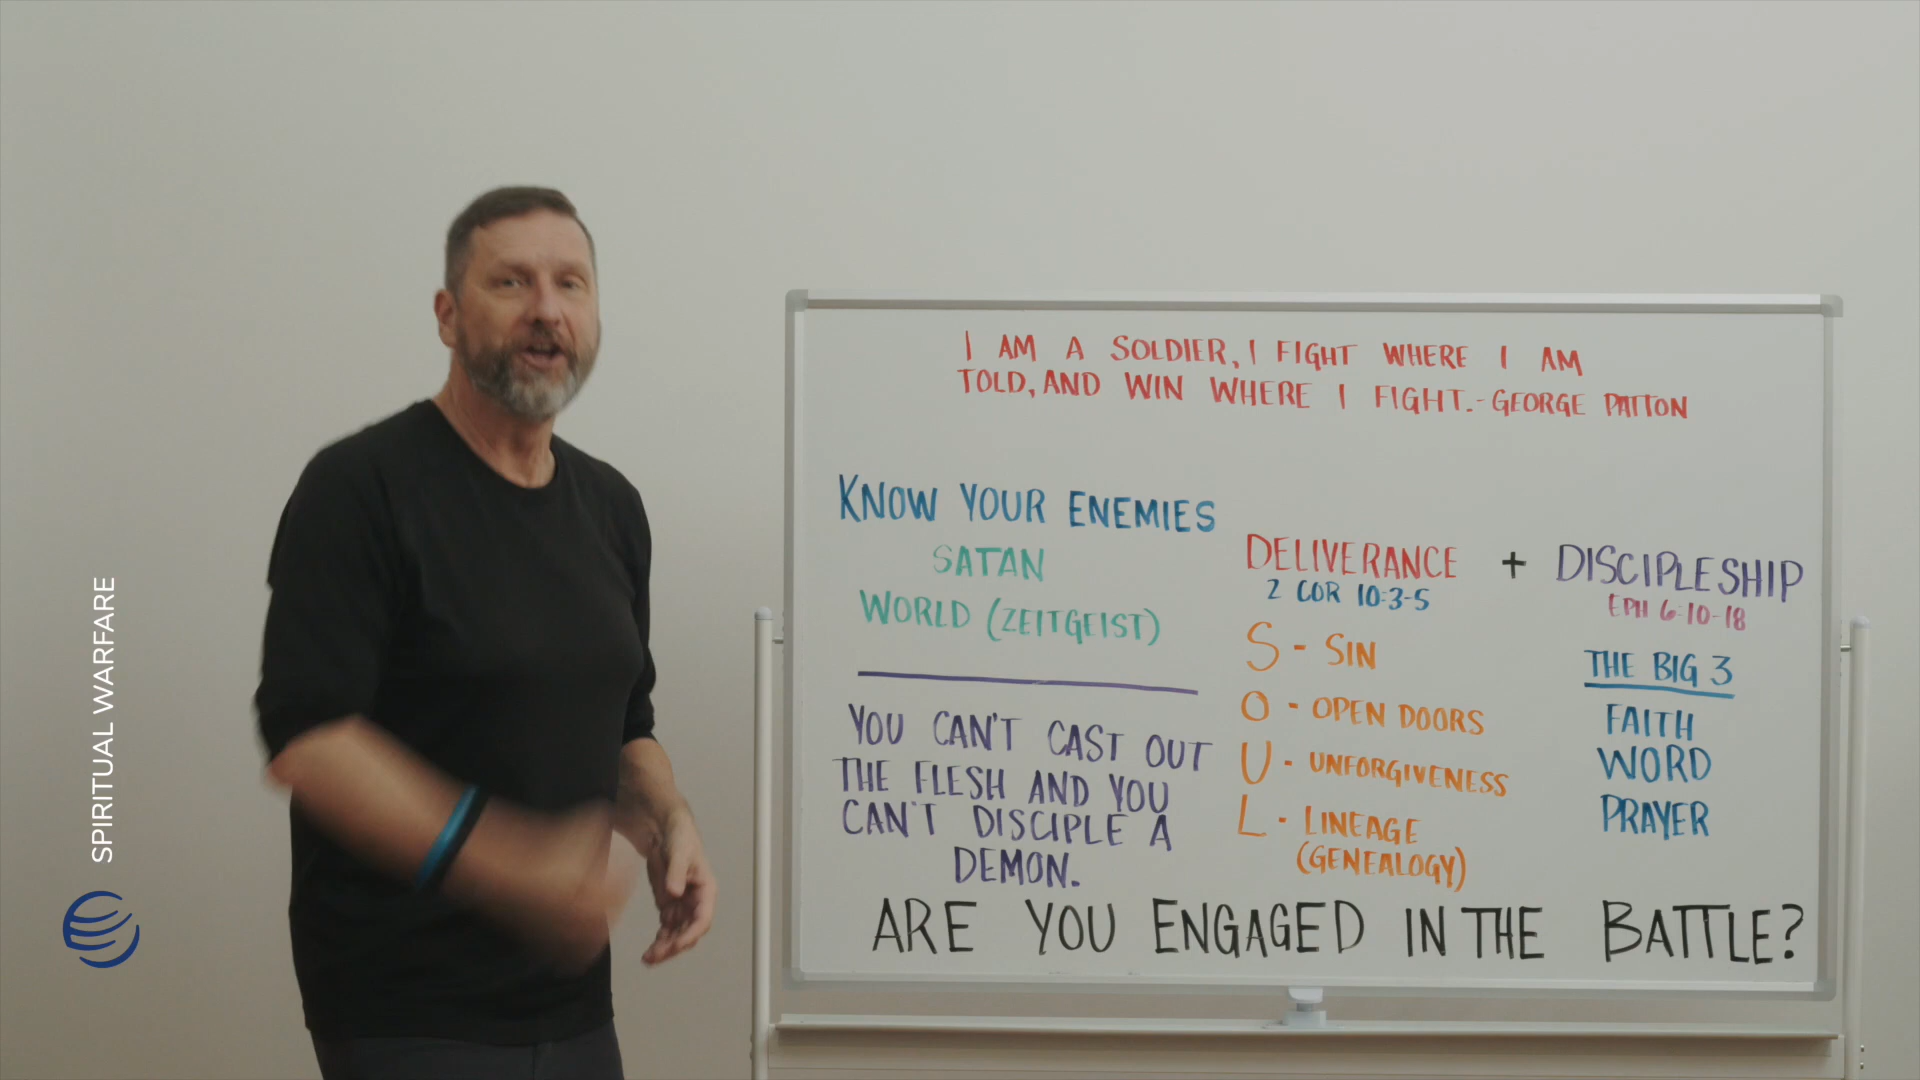 SPIRITUAL WARFARE
I AM A SOLDIER, I FIGHT WHERE I AM
TOLD, AND WIN WHERE I FIGHT.- GEORGE PATTON
KNOW YOUR ENEMIES
SATAN
WORLD (ZEITGEIST)
YOU CAN'T CAST OUT
THE FLESH AND YOU
CAN'T DISCIPLE A
DEMON.
DELIVERANCE
2 COR 10:3-5
S - SIN
O - OPEN DOORS
U - UNFORGIVENESS
L - LINEAGE
(GENEALOGY)
+ DISCIPLESHIP
EPH 6:10-18
THE BIG 3
FAITH
WORD
PRAYER
ARE YOU ENGAGED IN THE BATTLE?